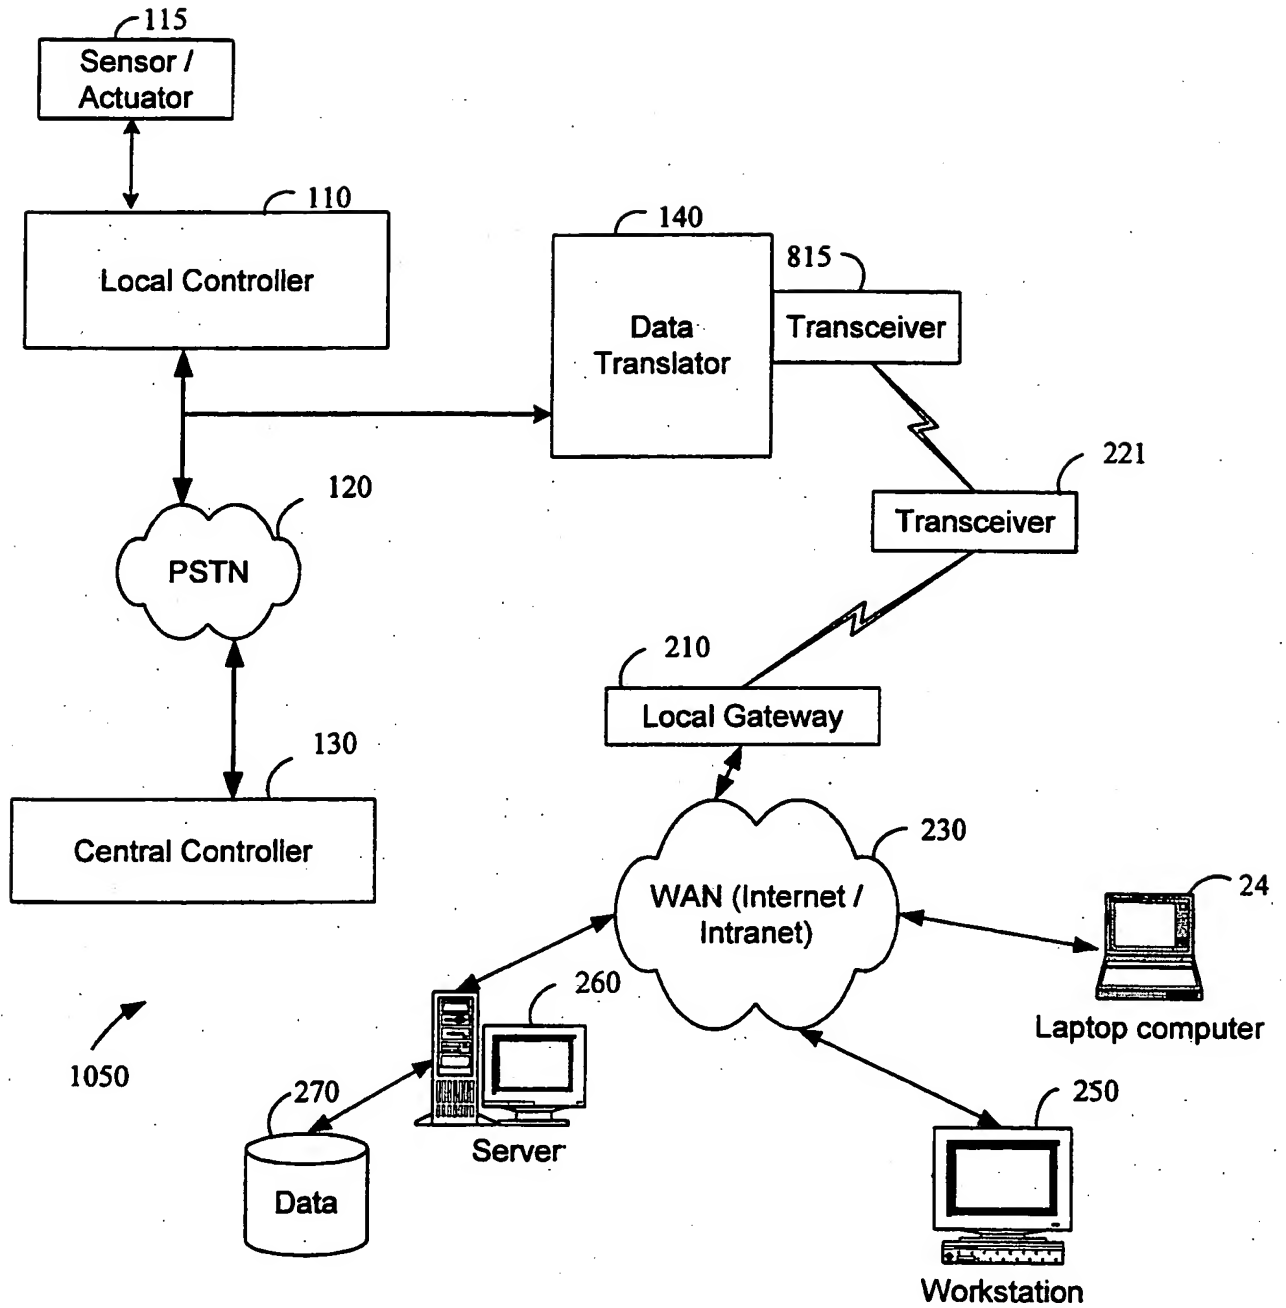 115
Sensor /
Actuator
110
Local Controller
140
815
Data
Translator
Transceiver
221
Transceiver
120
PSTN
210
Local Gateway
130
Central Controller
230
WAN (Internet /
Intranet)
24
Laptop computer
260
Server
1050
270
Data
250
Workstation